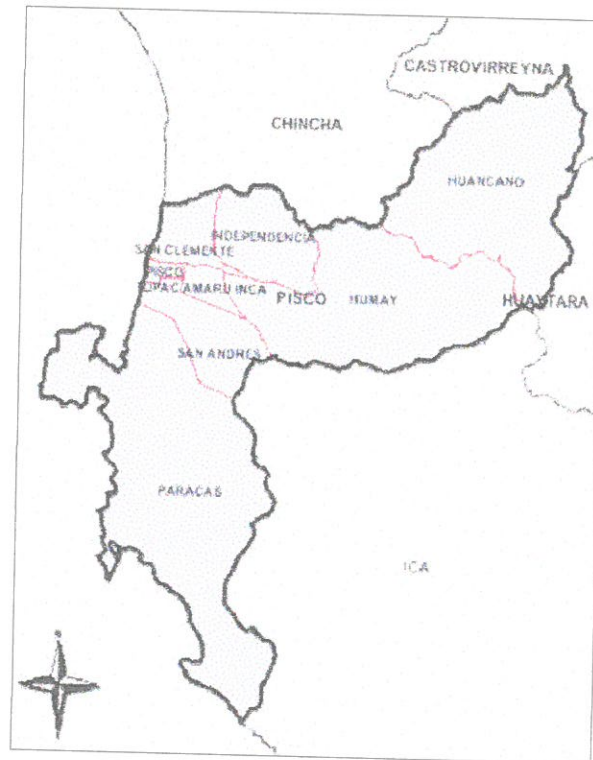 CASTROVIRREYNA
CHINCHA
HUANCANO
INDEPENDENCIA
SAN CLEMENTE
PISCO
TUPAC AMARU INCA
PISCO
HUMAY
HUAYTARA
SAN ANDRES
PARACAS
ICA